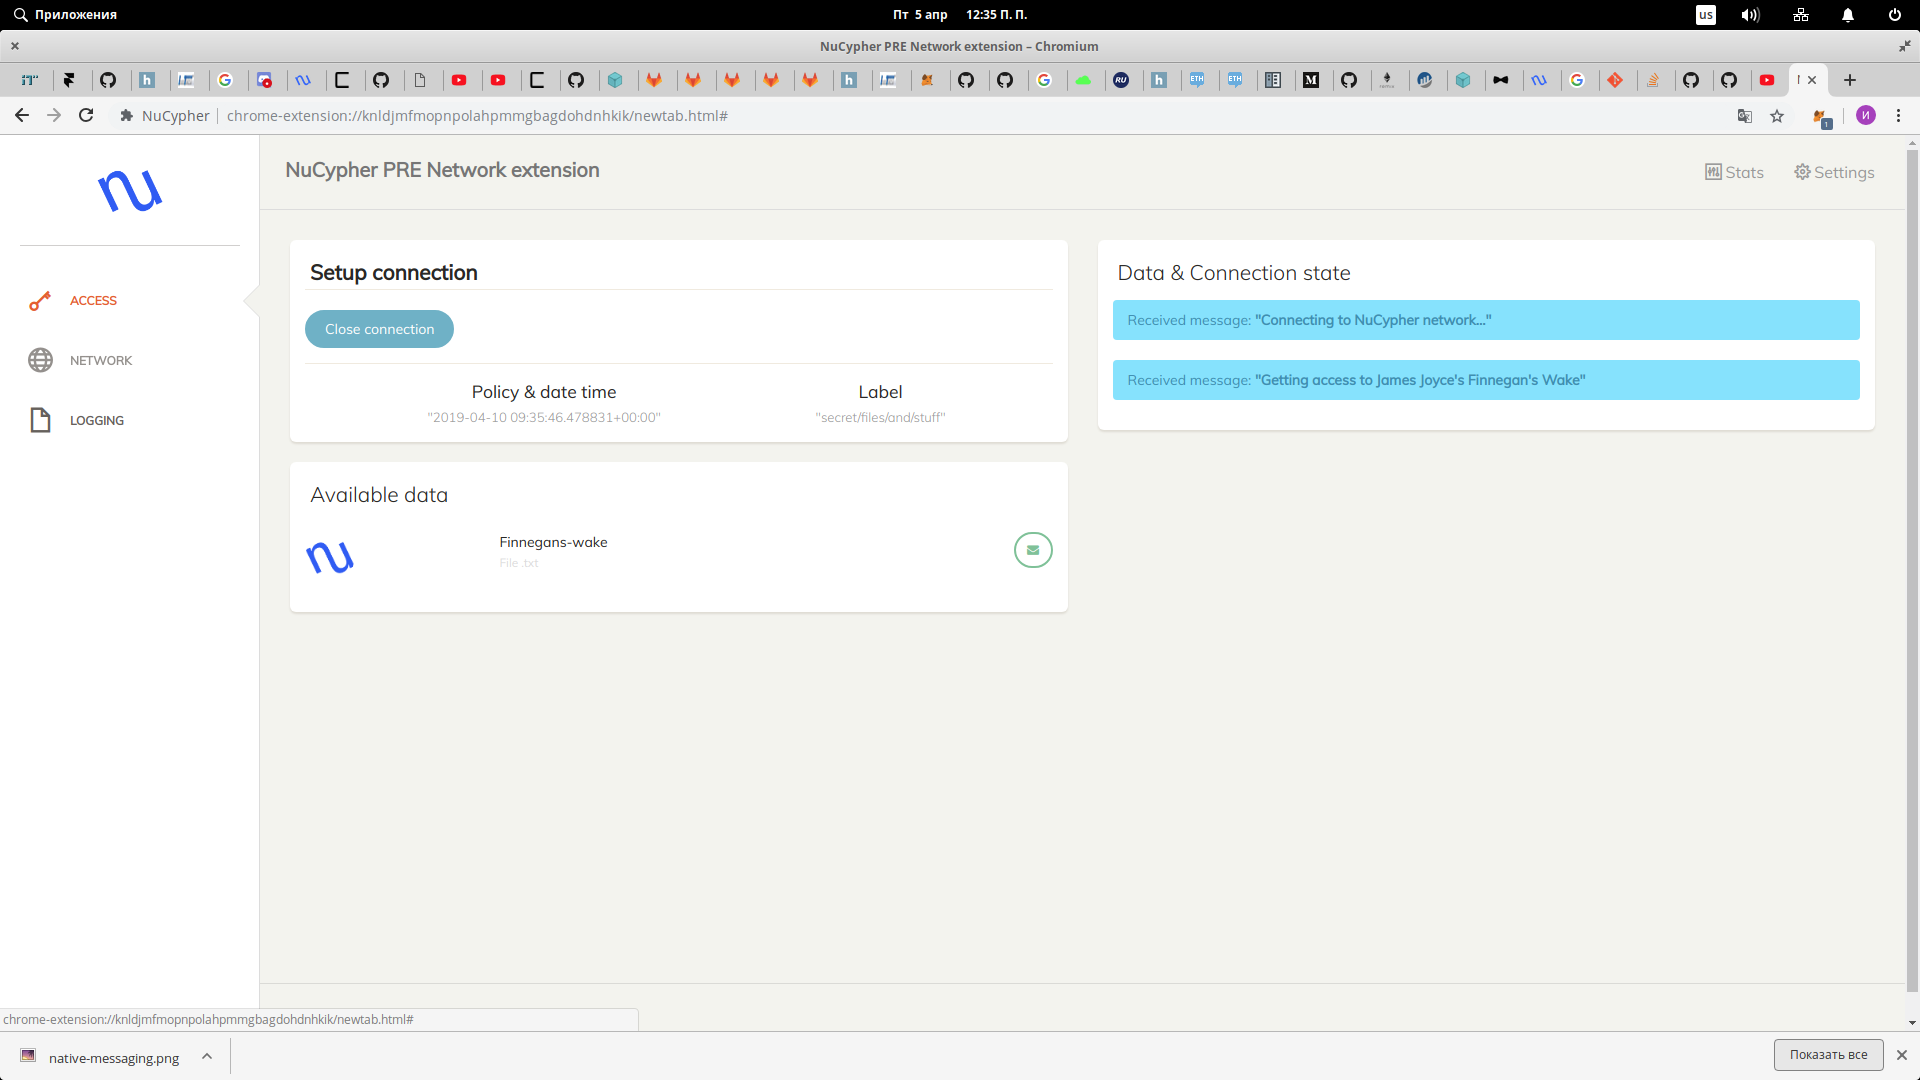 Приложения
Пт 5 апр 12:35 П. П.
us
NuCypher PRE Network extension – Chromium
NuCypher
chrome-extension://knldjmfmopnpolahpmmgbagdohdnhkik/newtab.html#
1
И
NuCypher PRE Network extension
Stats
Settings
ACCESS
NETWORK
LOGGING
Setup connection
Close connection
Policy & date time
Label
"2019-04-10 09:35:46.478831+00:00"
"secret/files/and/stuff"
Data & Connection state
Received message: "Connecting to NuCypher network..."
Received message: "Getting access to James Joyce's Finnegan's Wake"
Available data
Finnegans-wake
File .txt
chrome-extension://knldjmfmopnpolahpmmgbagdohdnhkik/newtab.html#
native-messaging.png
Показать все